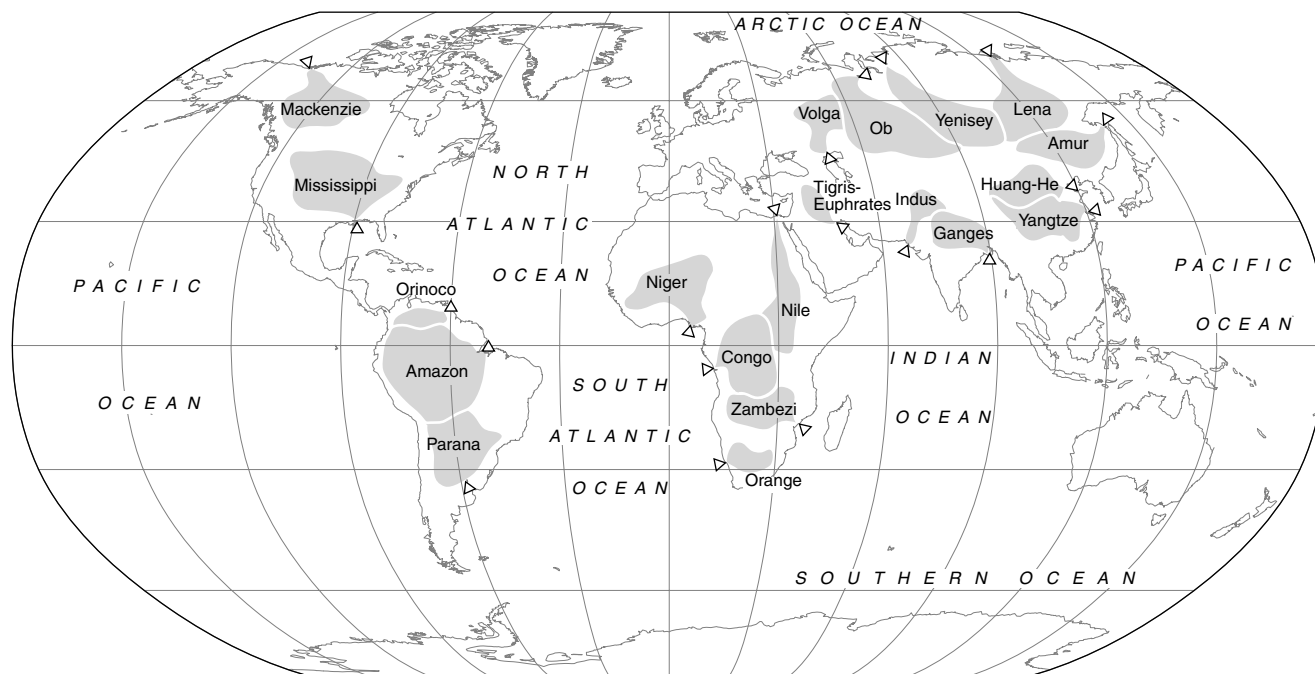 ARCTIC OCEAN
Mackenzie
Volga
Ob
Yenisey
Lena
Amur
NORTH
Mississippi
Tigris-
Euphrates
Indus
Huang-He
Yangtze
ATLANTIC
Ganges
PACIFIC
OCEAN
Orinoco
Niger
Nile
PACIFIC
OCEAN
Amazon
Congo
INDIAN
SOUTH
OCEAN
Zambezi
OCEAN
Parana
ATLANTIC
Orange
OCEAN
SOUTHERN OCEAN